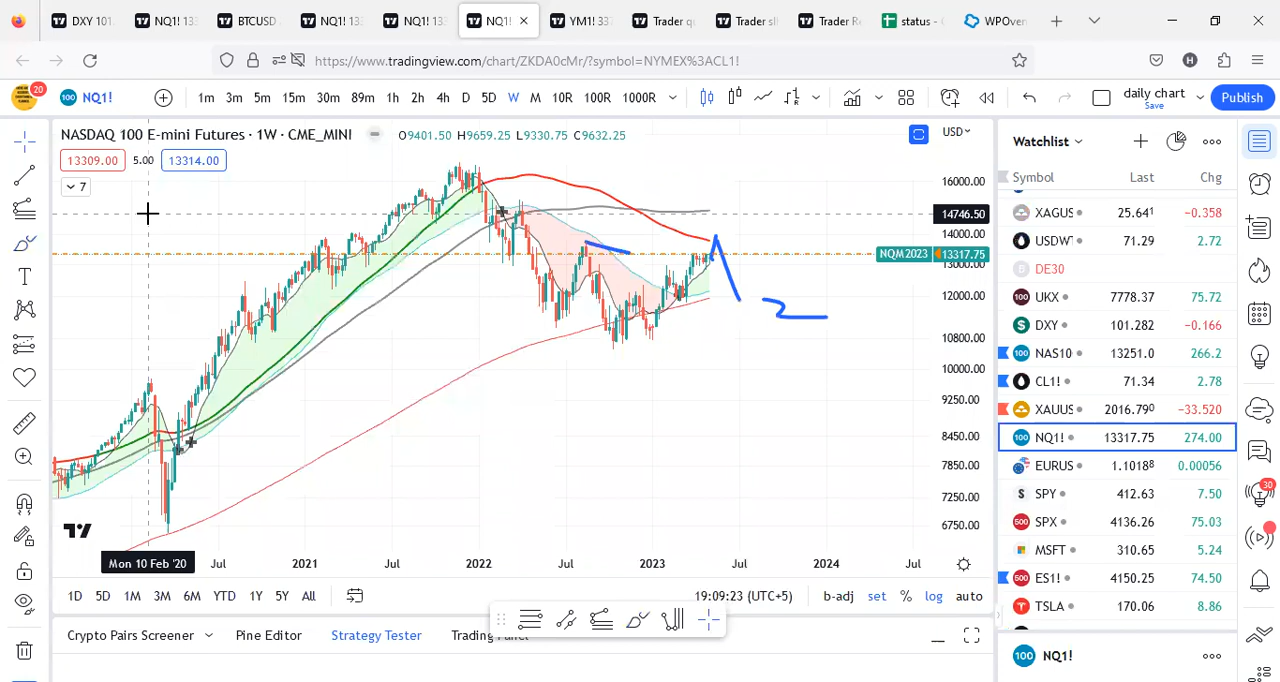 DXY 101.
NQ1! 13
BTCUSD
NQ1! 13
NQ1! 13
NQ1!
YM1! 33
Trader q
Trader sl
Trader R
status -
WPOver
https://www.tradingview.com/chart/ZKDA0cMr/?symbol=NYMEX%3ACL1!
20 NQ1! 1m 3m 5m 15m 30m 89m 1h 2h 4h D 5D W M 10R 100R 1000R daily chart Save Publish
NASDAQ 100 E-mini Futures · 1W · CME_MINI O9401.50 H9659.25 L9330.75 C9632.25 USD
13309.00 5.00 13314.00
7
16000.00
14746.50
14000.00
NQM2023 13317.75
13000.00
12000.00
10800.00
10000.00
9250.00
8450.00
7850.00
7250.00
6750.00
Mon 10 Feb '20 Jul 2021 Jul 2022 Jul 2023 Jul 2024 Jul
1D 5D 1M 3M 6M YTD 1Y 5Y All 19:09:23 (UTC+5) b-adj set % log auto
Crypto Pairs Screener Pine Editor Strategy Tester Trading Panel
Watchlist
Symbol Last Chg
XAGUS 25.64¹ −0.358
USDWT 71.29 2.72
DE30
UKX 7778.37 75.72
DXY 101.282 −0.166
NAS10 13251.0 266.2
CL1! 71.34 2.78
XAUUS 2016.79⁰ −33.520
NQ1! 13317.75 274.00
EURUS 1.1018⁸ 0.00056
SPY 412.63 7.50
SPX 4136.26 75.03
MSFT 310.65 5.24
ES1! 4150.25 74.50
TSLA 170.06 8.86
NQ1!
30